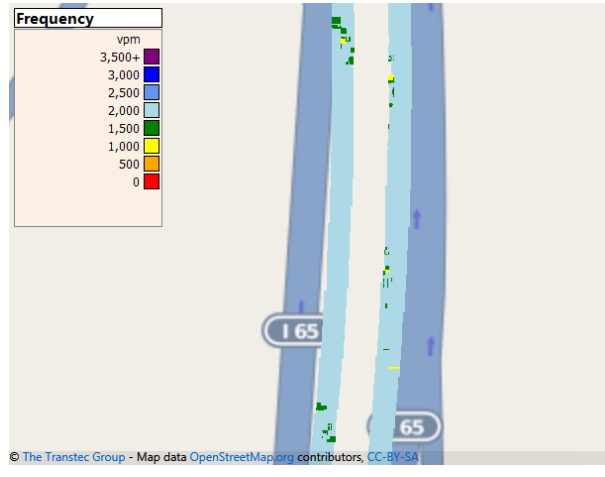 Frequency
vpm
3,500+
3,000
2,500
2,000
1,500
1,000
500
0
I 65
65
© The Transtec Group - Map data OpenStreetMap.org contributors, CC-BY-SA